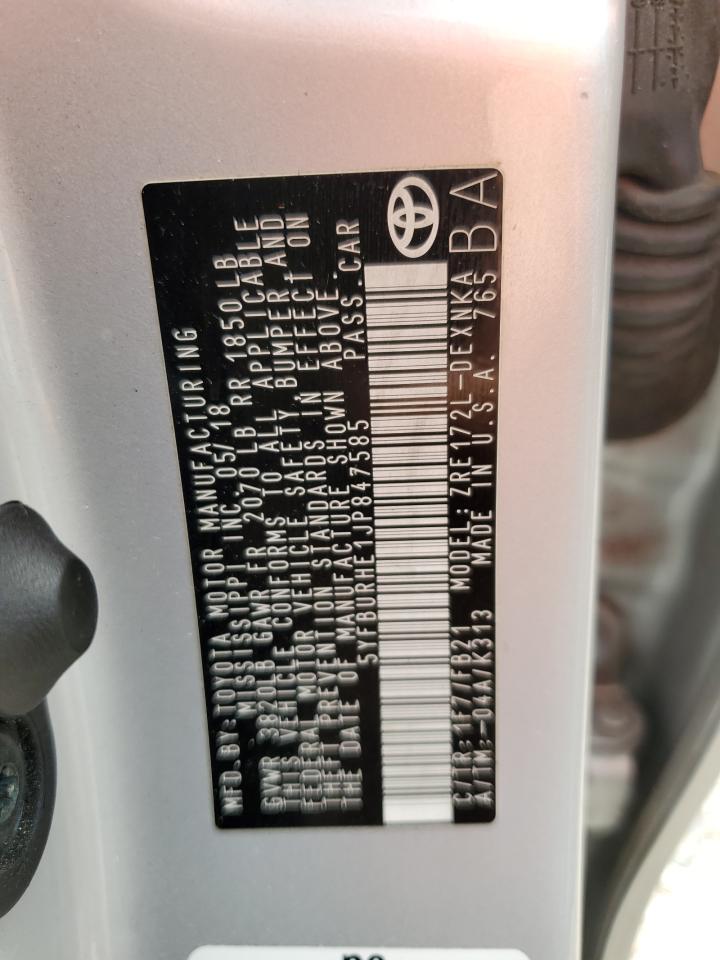 MFD.BY:TOYOTA MOTOR MANUFACTURING
MISSISSIPPI INC. 05/18
GVWR 3820LB GAWR FR 2070 LB RR 1850 LB
THIS VEHICLE CONFORMS TO ALL APPLICABLE
FEDERAL MOTOR VEHICLE SAFETY BUMPER AND
THEFT PREVENTION STANDARDS IN EFFECT ON
THE DATE OF MANUFACTURE SHOWN ABOVE.
5YFBURHE1JP847585 PASS.CAR
C/TR:1F7/FB21 MODEL:ZRE172L-DEXNKA
A/TM:-04A/K313 MADE IN U.S.A. 765 BA